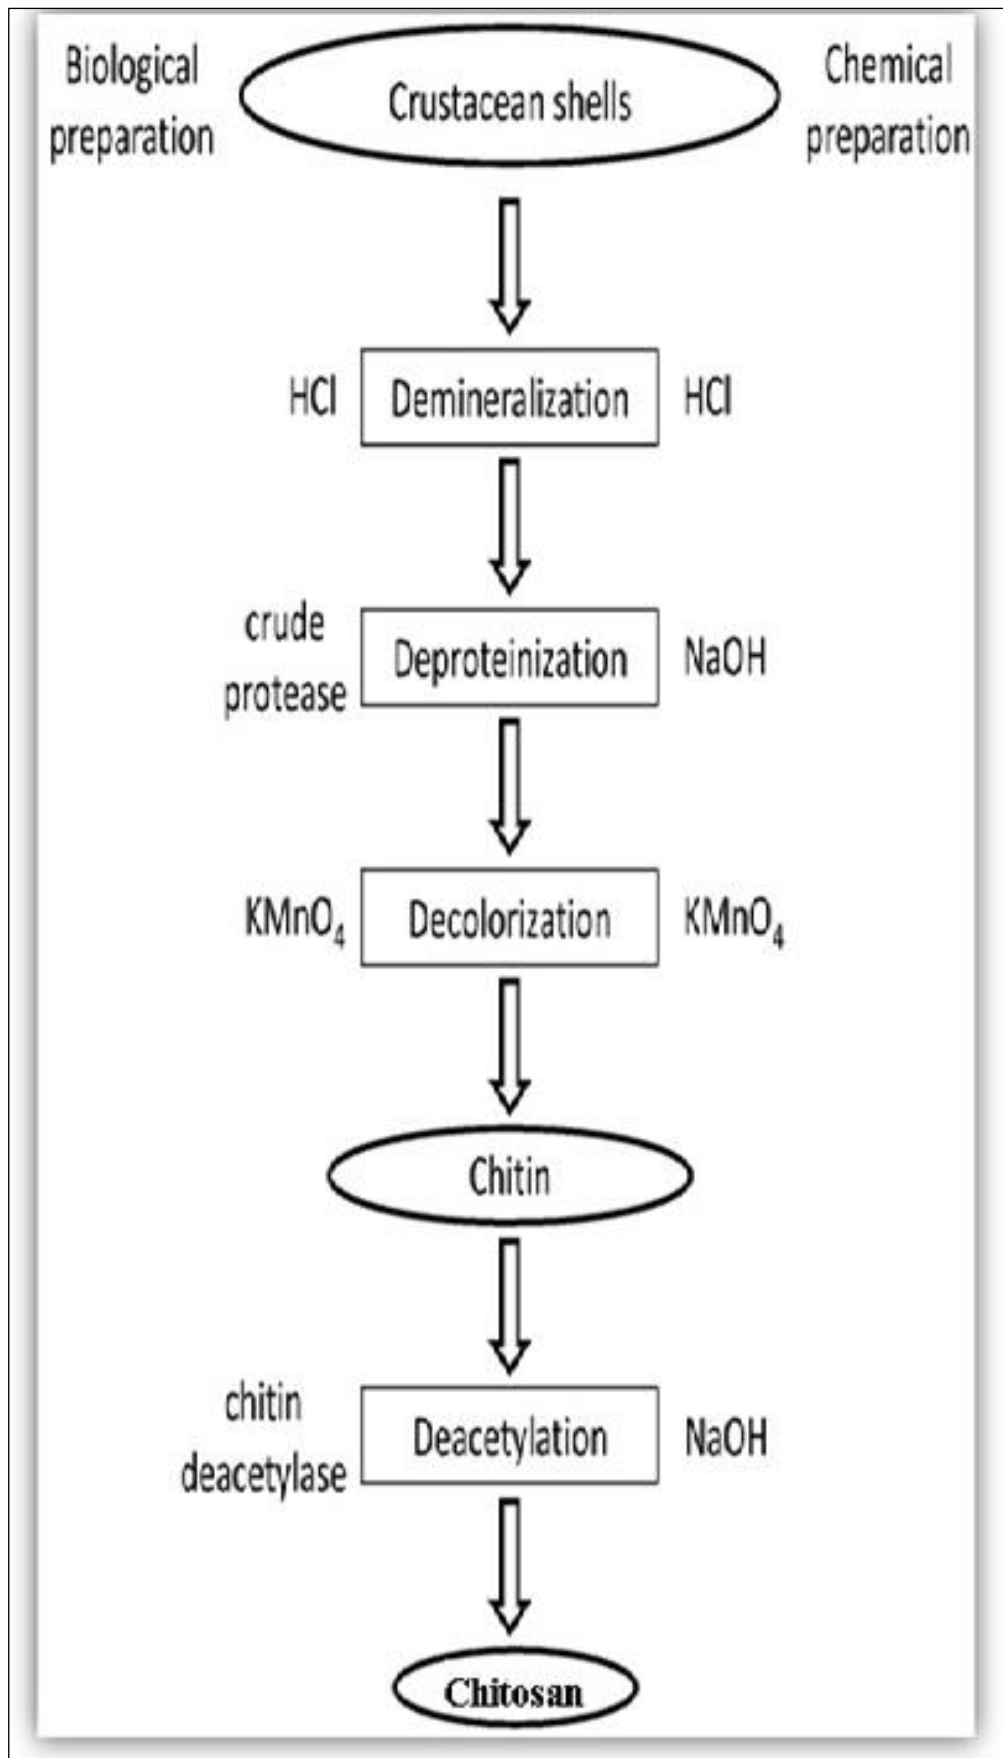 Biological
preparation
Crustacean shells
Chemical
preparation
HCl
Demineralization
HCl
crude
protease
Deproteinization
NaOH
KMnO₄
Decolorization
KMnO₄
Chitin
chitin
deacetylase
Deacetylation
NaOH
Chitosan